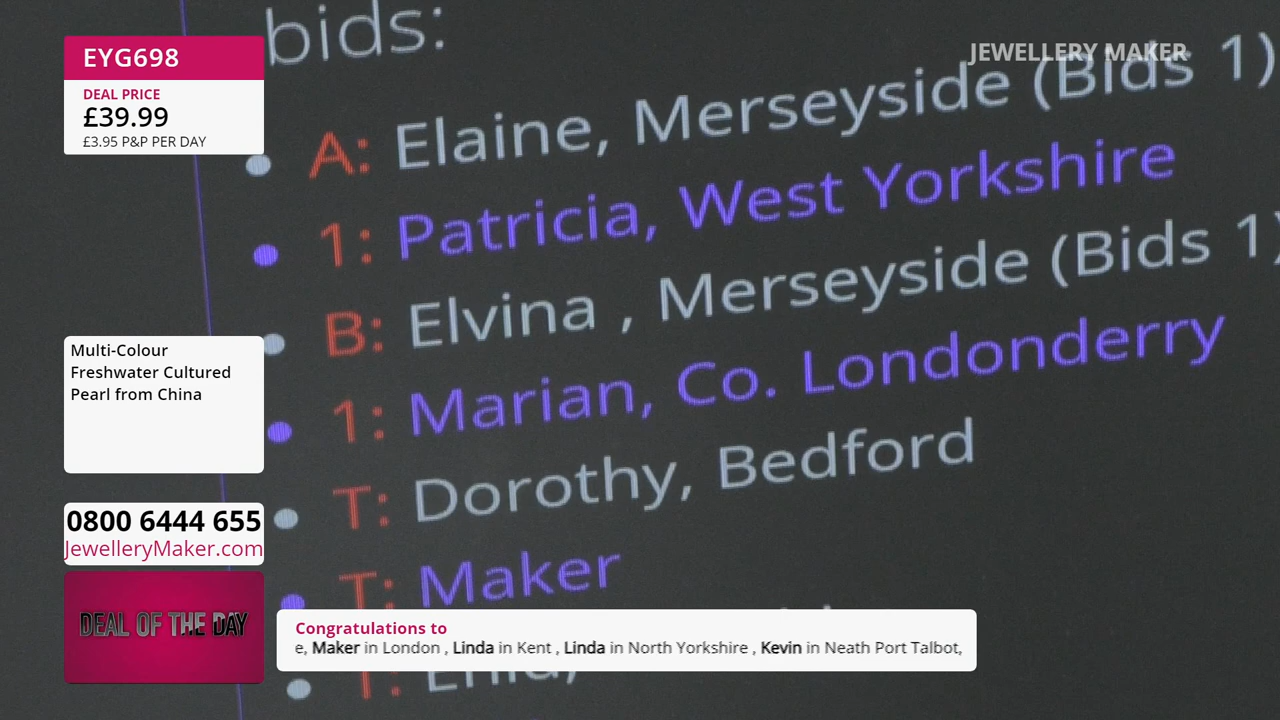 EYG698
DEAL PRICE
£39.99
£3.95 P&P PER DAY
JEWELLERY MAKER
bids:
A: Elaine, Merseyside (Bids 1)
1: Patricia, West Yorkshire
B: Elvina , Merseyside (Bids 1)
1: Marian, Co. Londonderry
T: Dorothy, Bedford
T: Maker
T: Enid,
Multi-Colour
Freshwater Cultured
Pearl from China
0800 6444 655
JewelleryMaker.com
DEAL OF THE DAY
Congratulations to
e, Maker in London , Linda in Kent , Linda in North Yorkshire , Kevin in Neath Port Talbot,